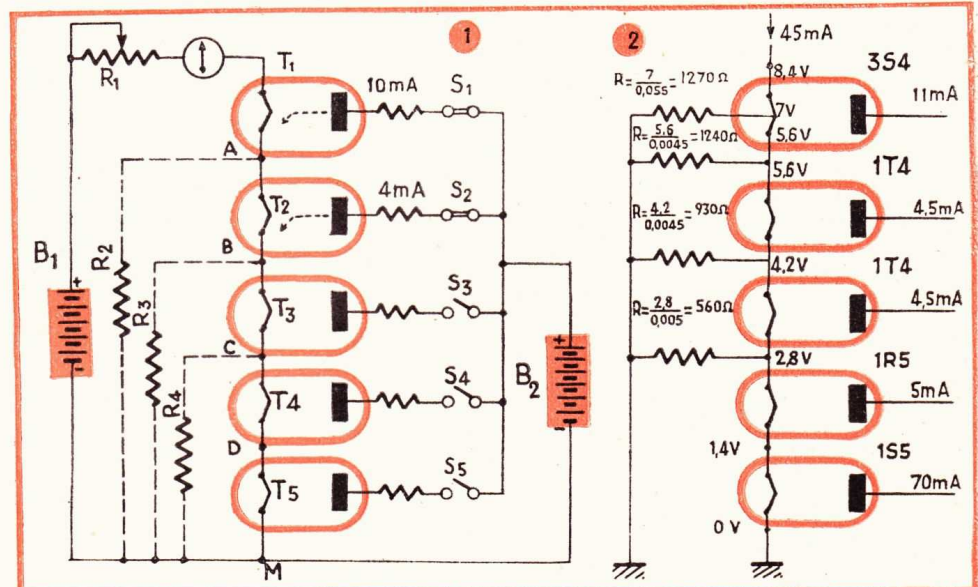 1
R1
T1
10mA
S1
A
T2
4mA
S2
B
B1
+
-
R2
R3
T3
S3
C
R4
T4
S4
D
B2
+
-
T5
S5
M
2
45mA
8,4V
3S4
R=7/0,055=1270Ω
7V
11mA
5,6V
R=5.6/0.0045=1240Ω
5,6V
1T4
R=4,2/0,0045=930Ω
4,5mA
4,2V
1T4
R=2,8/0,005=560Ω
4,5mA
2,8V
1R5
5mA
1,4V
1S5
70mA
0V